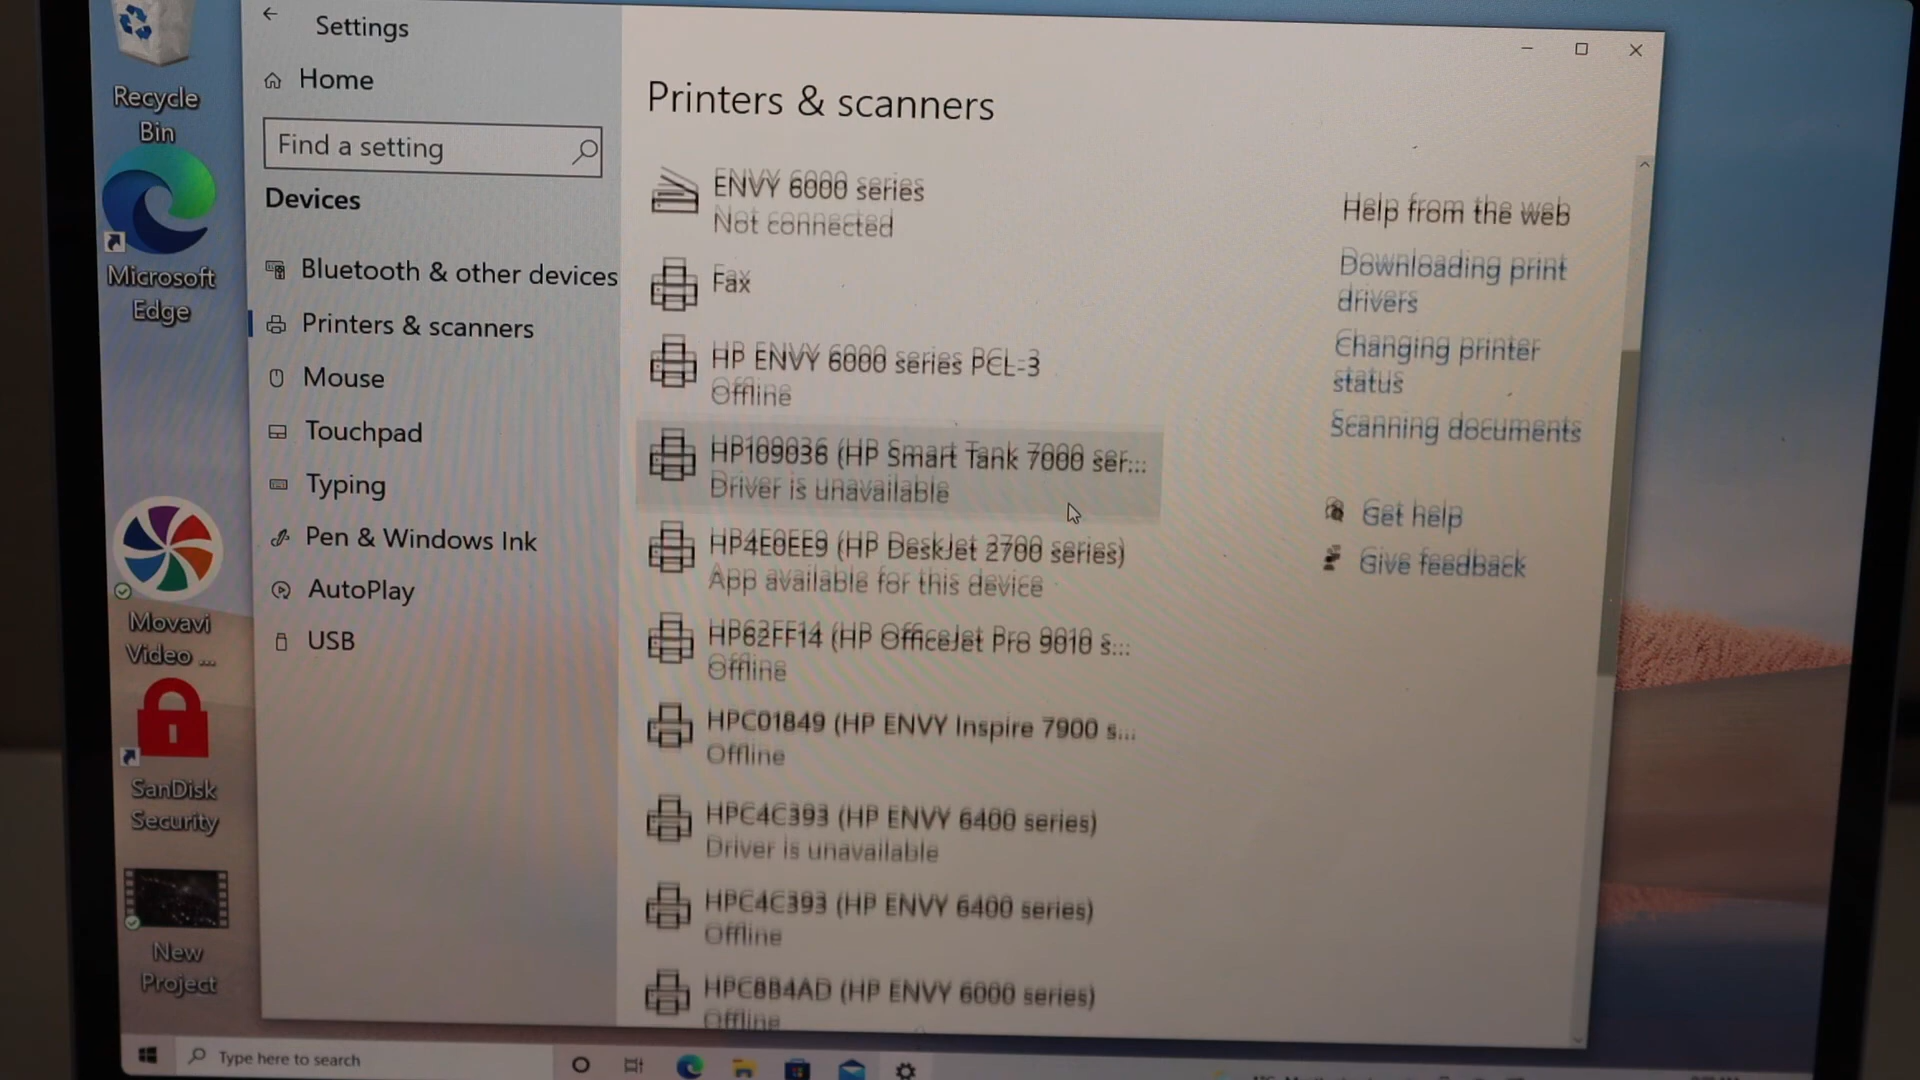 Recycle
Bin
Microsoft
Edge
Movavi
Video ...
SanDisk
Security
New
Project
Settings
Home
Find a setting
Devices
Bluetooth & other devices
Printers & scanners
Mouse
Touchpad
Typing
Pen & Windows Ink
AutoPlay
USB
Printers & scanners
ENVY 6000 series
Not connected
Fax
HP ENVY 6000 series PCL-3
Offline
HP109036 (HP Smart Tank 7000 ser...
Driver is unavailable
HP4E0EE9 (HP DeskJet 2700 series)
App available for this device
HP62FF14 (HP OfficeJet Pro 9010 s...
Offline
HPC01849 (HP ENVY Inspire 7900 s...
Offline
HPC4C393 (HP ENVY 6400 series)
Driver is unavailable
HPC4C393 (HP ENVY 6400 series)
Offline
HPC8B4AD (HP ENVY 6000 series)
Offline
Help from the web
Downloading print
drivers
Changing printer
status
Scanning documents
Get help
Give feedback
Type here to search